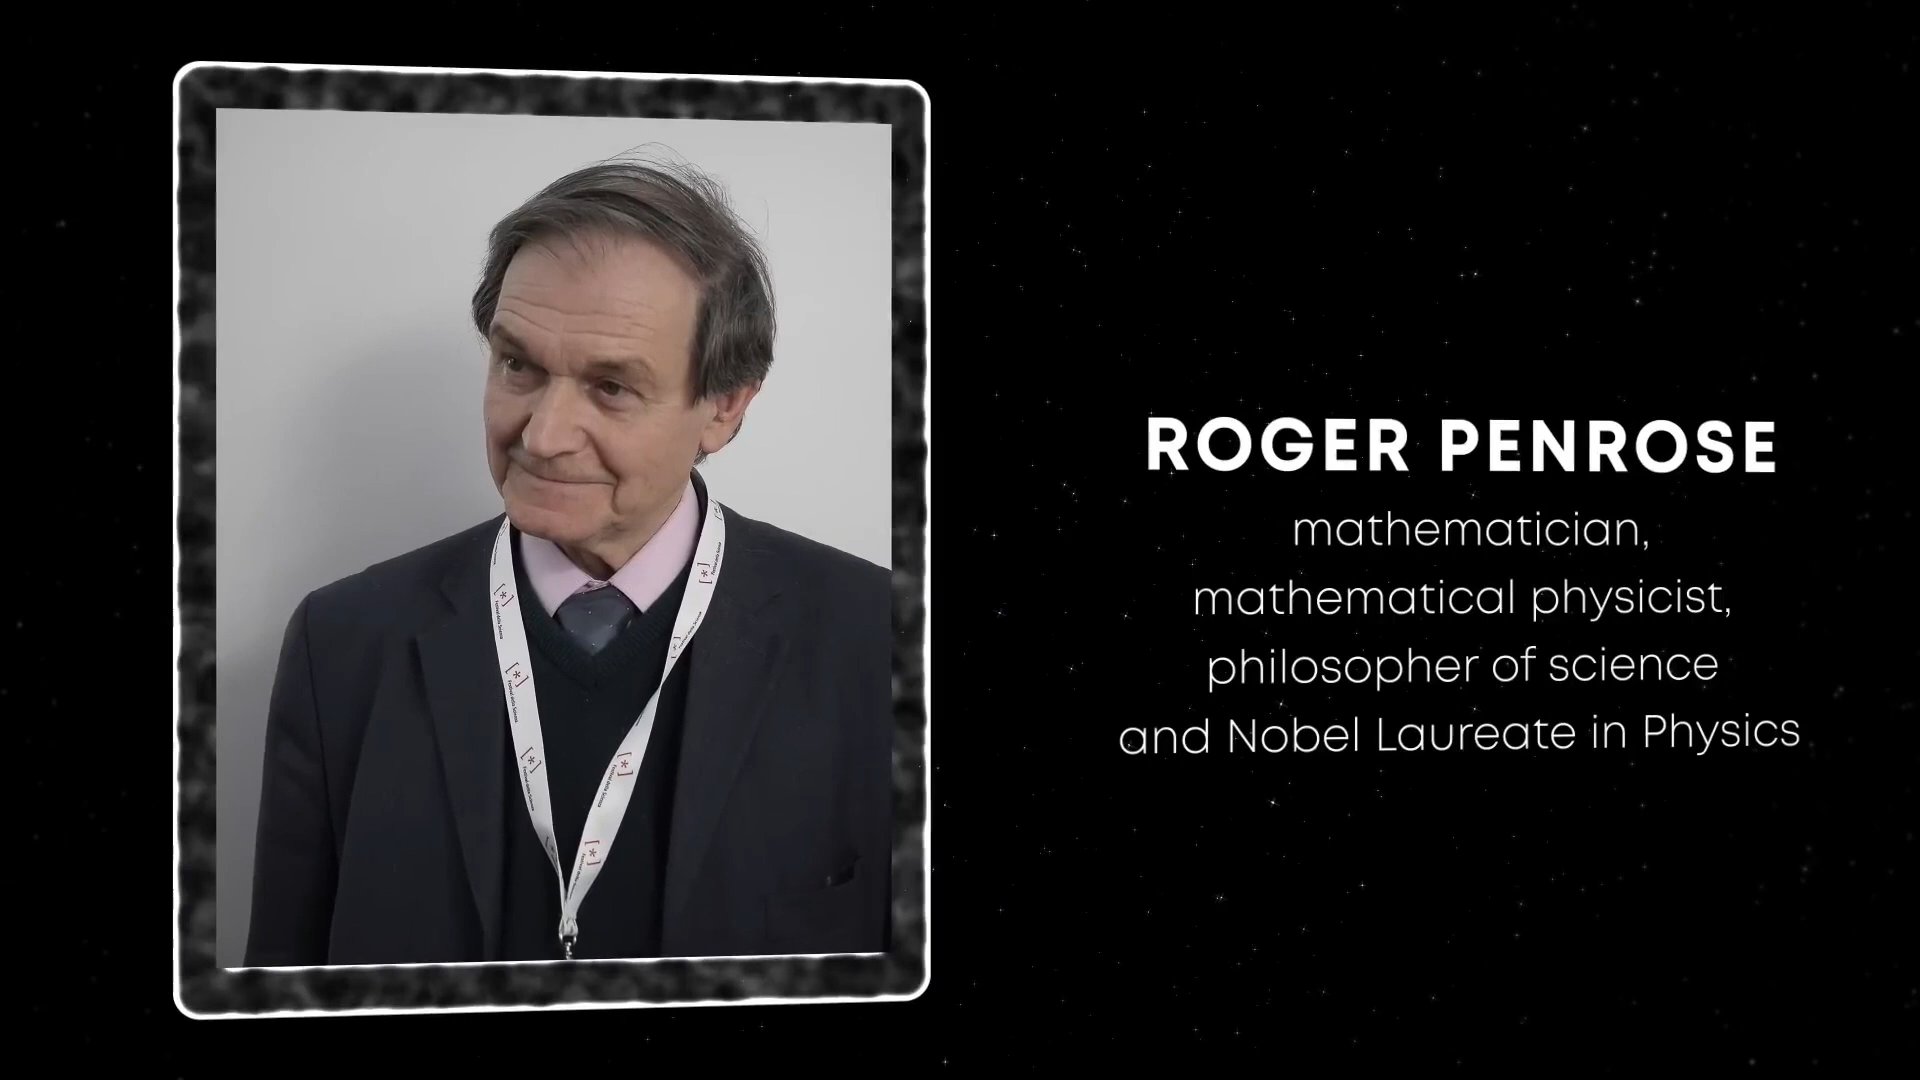 ROGER PENROSE
mathematician,
mathematical physicist,
philosopher of science
and Nobel Laureate in Physics